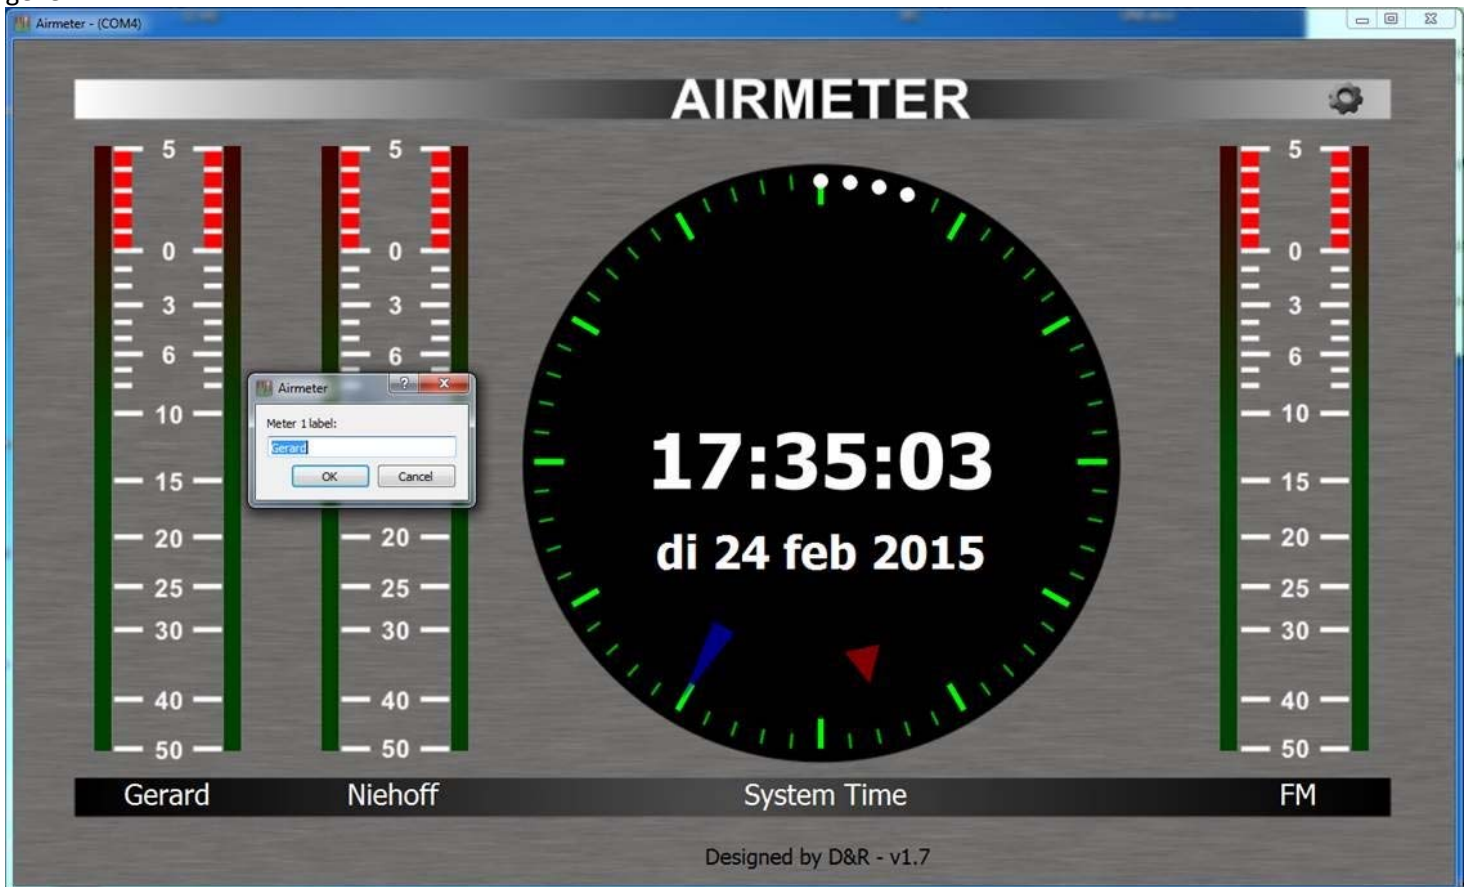 Airmeter - (COM4)
AIRMETER
5 5 5
0 0 0
3 3 3
6 6 6
Airmeter
Meter 1 label:
Gerard
OK Cancel
10 10
17:35:03
15 15
20 20 20
di 24 feb 2015
25 25 25
30 30 30
40 40 40
50 50 50
Gerard Niehoff System Time FM
Designed by D&R - v1.7